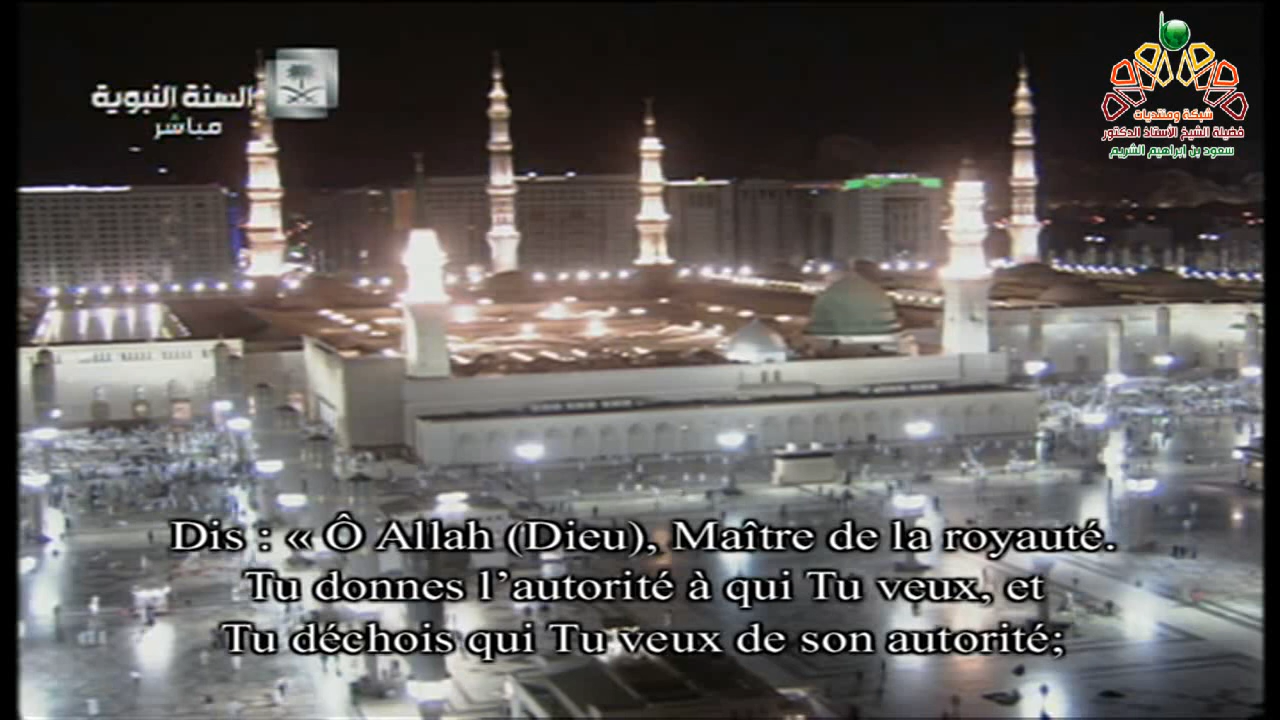 السنة النبوية
مباشر
شبكة ومنتديات
فضيلة الشيخ الأستاذ الدكتور
سعود بن إبراهيم الشريم
Dis : « Ô Allah (Dieu), Maître de la royauté.
Tu donnes l’autorité à qui Tu veux, et
Tu déchois qui Tu veux de son autorité;